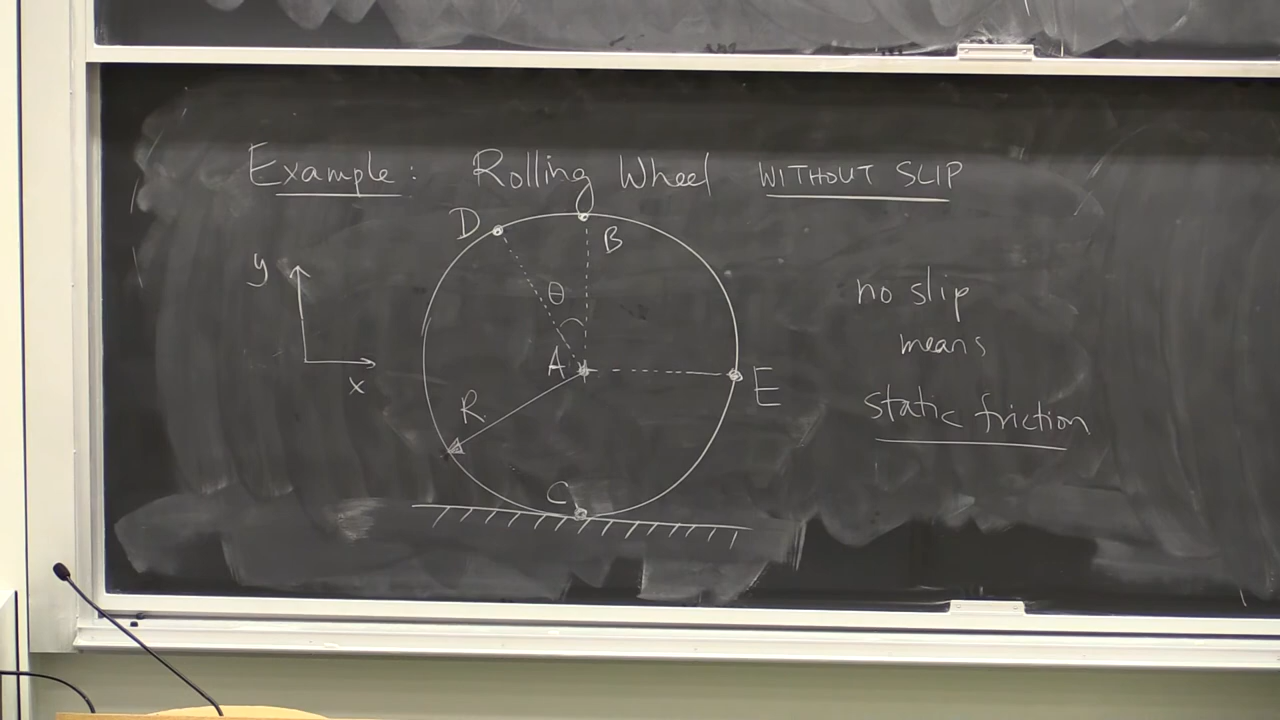 Example: Rolling Wheel WITHOUT SLIP
D
B
y
θ
no slip
means
A
x
E
R
static friction
C